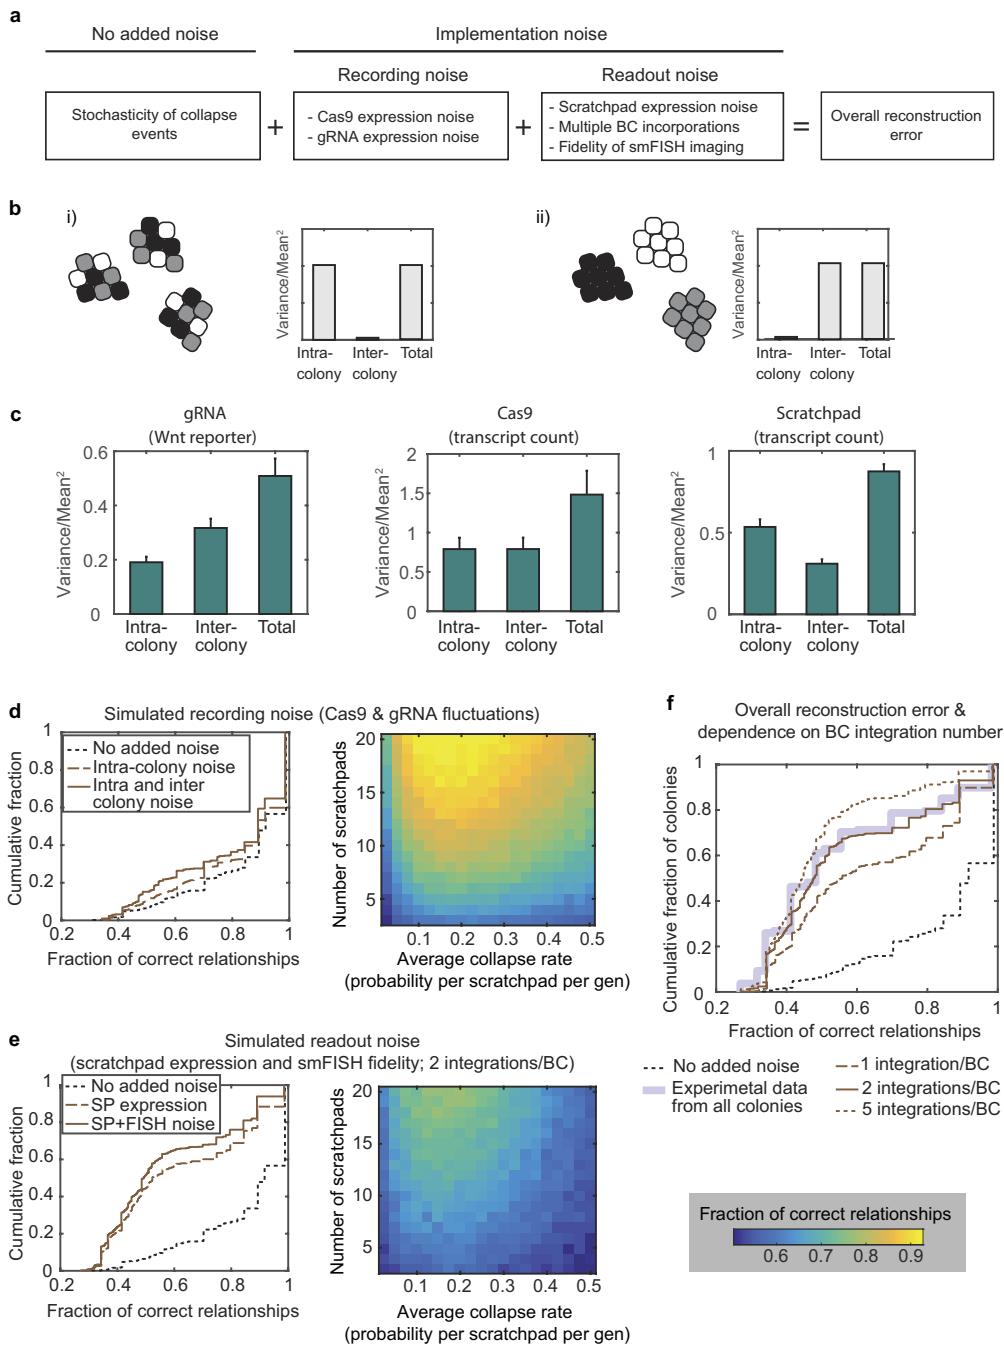 a
No added noise
Implementation noise
Recording noise
Readout noise
Stochasticity of collapse
events
+
- Cas9 expression noise
- gRNA expression noise
+
- Scratchpad expression noise
- Multiple BC incorporations
- Fidelity of smFISH imaging
=
Overall reconstruction
error
b
i)
Variance/Mean²
Intra-
colony
Inter-
colony
Total
ii)
Variance/Mean²
Intra-
colony
Inter-
colony
Total
c
gRNA
(Wnt reporter)
Variance/Mean²
0.6
0.4
0.2
0
Intra-
colony
Inter-
colony
Total
Cas9
(transcript count)
Variance/Mean²
2
1.5
1
0.5
0
Intra-
colony
Inter-
colony
Total
Scratchpad
(transcript count)
Variance/Mean²
1
0.5
0
Intra-
colony
Inter-
colony
Total
d
Simulated recording noise (Cas9 & gRNA fluctuations)
Cumulative fraction
1
0.8
0.6
0.4
0.2
0
No added noise
Intra-colony noise
Intra and inter
colony noise
0.2 0.4 0.6 0.8 1
Fraction of correct relationships
Number of scratchpads
20
15
10
5
0.1 0.2 0.3 0.4 0.5
Average collapse rate
(probability per scratchpad per gen)
e
Simulated readout noise
(scratchpad expression and smFISH fidelity; 2 integrations/BC)
Cumulative fraction
1
0.8
0.6
0.4
0.2
0
No added noise
SP expression
SP+FISH noise
0.2 0.4 0.6 0.8 1
Fraction of correct relationships
Number of scratchpads
20
15
10
5
0 0.1 0.2 0.3 0.4 0.5
Average collapse rate
(probability per scratchpad per gen)
f
Overall reconstruction error &
dependence on BC integration number
Cumulative fraction of colonies
1
0.8
0.6
0.4
0.2
0
0.2 0.4 0.6 0.8 1
Fraction of correct relationships
No added noise
Experimetal data
from all colonies
1 integration/BC
2 integrations/BC
5 integrations/BC
Fraction of correct relationships
0.6 0.7 0.8 0.9